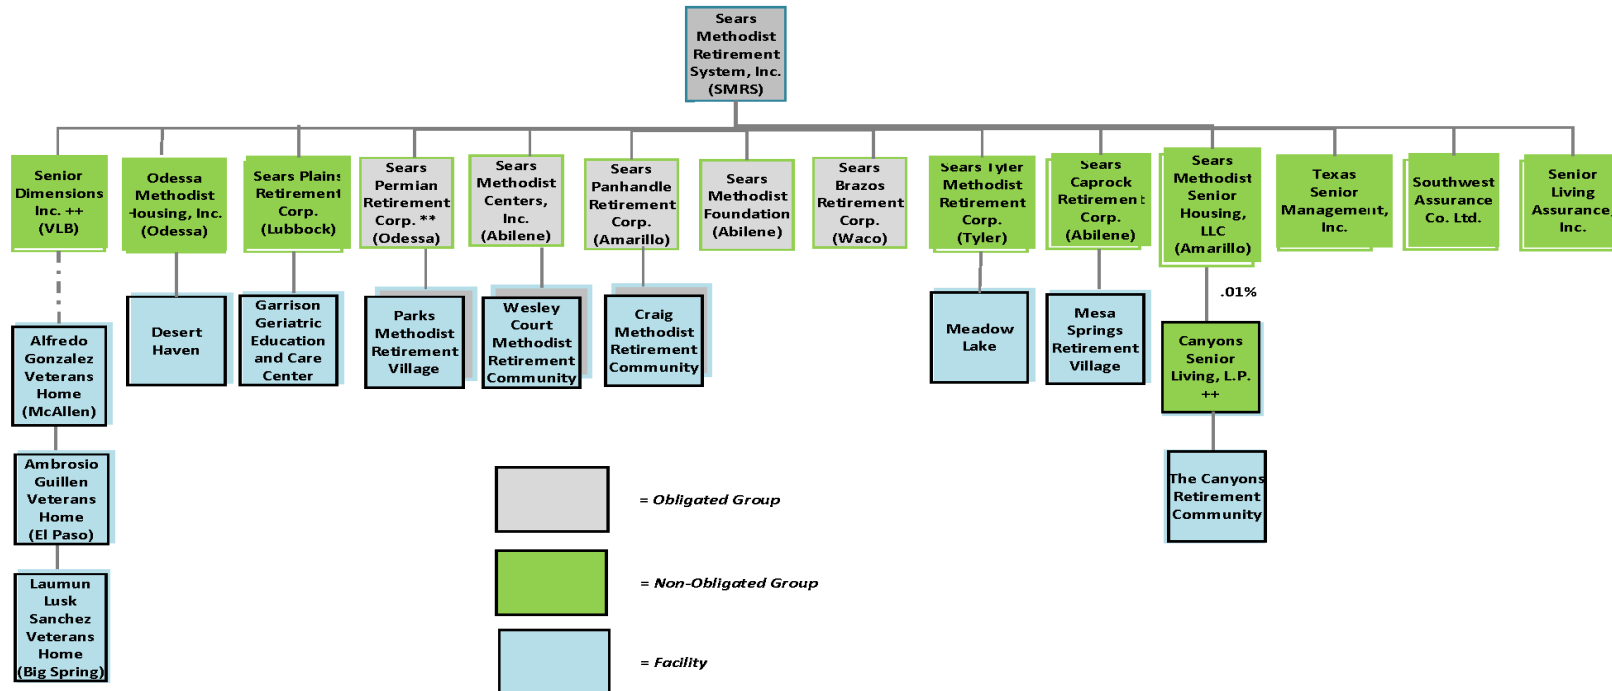 Sears
Methodist
Retirement
System, Inc.
(SMRS)
Senior
Dimensions
Inc. ++
(VLB)
Odessa
Methodist
Housing, Inc.
(Odessa)
Sears Plains
Retirement
Corp.
(Lubbock)
Sears
Permian
Retirement
Corp. **
(Odessa)
Sears
Methodist
Centers,
Inc.
(Abilene)
Sears
Panhandle
Retirement
Corp.
(Amarillo)
Sears
Methodist
Foundation
(Abilene)
Sears
Brazos
Retirement
Corp.
(Waco)
Sears Tyler
Methodist
Retirement
Corp.
(Tyler)
Sears
Caprock
Retirement
Corp.
(Abilene)
Sears
Methodist
Senior
Housing,
LLC
(Amarillo)
Texas
Senior
Management,
Inc.
Southwest
Assurance
Co. Ltd.
Senior
Living
Assurance,
Inc.
.01%
Alfredo
Gonzalez
Veterans
Home
(McAllen)
Desert
Haven
Garrison
Geriatric
Education
and Care
Center
Parks
Methodist
Retirement
Village
Wesley
Court
Methodist
Retirement
Community
Craig
Methodist
Retirement
Community
Meadow
Lake
Mesa
Springs
Retirement
Village
Canyons
Senior
Living, L.P.
++
Ambrosio
Guillen
Veterans
Home
(El Paso)
The Canyons
Retirement
Community
Laumun
Lusk
Sanchez
Veterans
Home
(Big Spring)
= Obligated Group
= Non-Obligated Group
= Facility